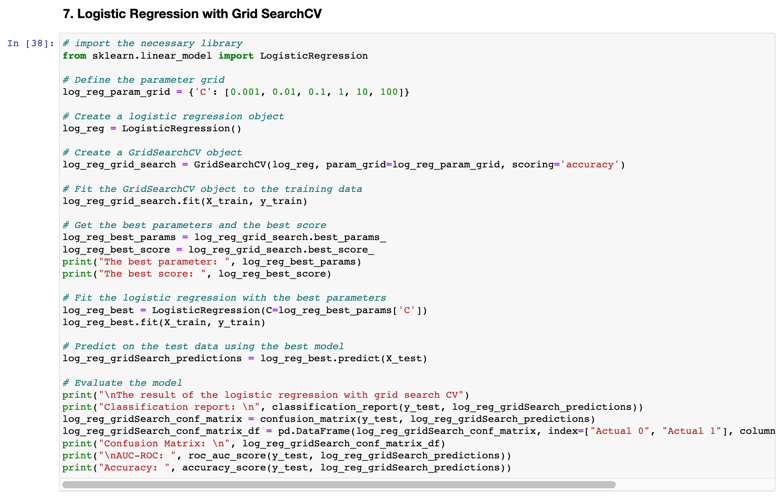 7. Logistic Regression with Grid SearchCV
In [38]:
# import the necessary library
from sklearn.linear_model import LogisticRegression
# Define the parameter grid
log_reg_param_grid = {'C': [0.001, 0.01, 0.1, 1, 10, 100]}
# Create a logistic regression object
log_reg = LogisticRegression()
# Create a GridSearchCV object
log_reg_grid_search = GridSearchCV(log_reg, param_grid=log_reg_param_grid, scoring='accuracy')
# Fit the GridSearchCV object to the training data
log_reg_grid_search.fit(X_train, y_train)
# Get the best parameters and the best score
log_reg_best_params = log_reg_grid_search.best_params_
log_reg_best_score = log_reg_grid_search.best_score_
print("The best parameter: ", log_reg_best_params)
print("The best score: ", log_reg_best_score)
# Fit the logistic regression with the best parameters
log_reg_best = LogisticRegression(C=log_reg_best_params['C'])
log_reg_best.fit(X_train, y_train)
# Predict on the test data using the best model
log_reg_gridSearch_predictions = log_reg_best.predict(X_test)
# Evaluate the model
print("\nThe result of the logistic regression with grid search CV")
print("Classification report: \n", classification_report(y_test, log_reg_gridSearch_predictions))
log_reg_gridSearch_conf_matrix = confusion_matrix(y_test, log_reg_gridSearch_predictions)
log_reg_gridSearch_conf_matrix_df = pd.DataFrame(log_reg_gridSearch_conf_matrix, index=["Actual 0", "Actual 1"], column
print("Confusion Matrix: \n", log_reg_gridSearch_conf_matrix_df)
print("\nAUC-ROC: ", roc_auc_score(y_test, log_reg_gridSearch_predictions))
print("Accuracy: ", accuracy_score(y_test, log_reg_gridSearch_predictions))